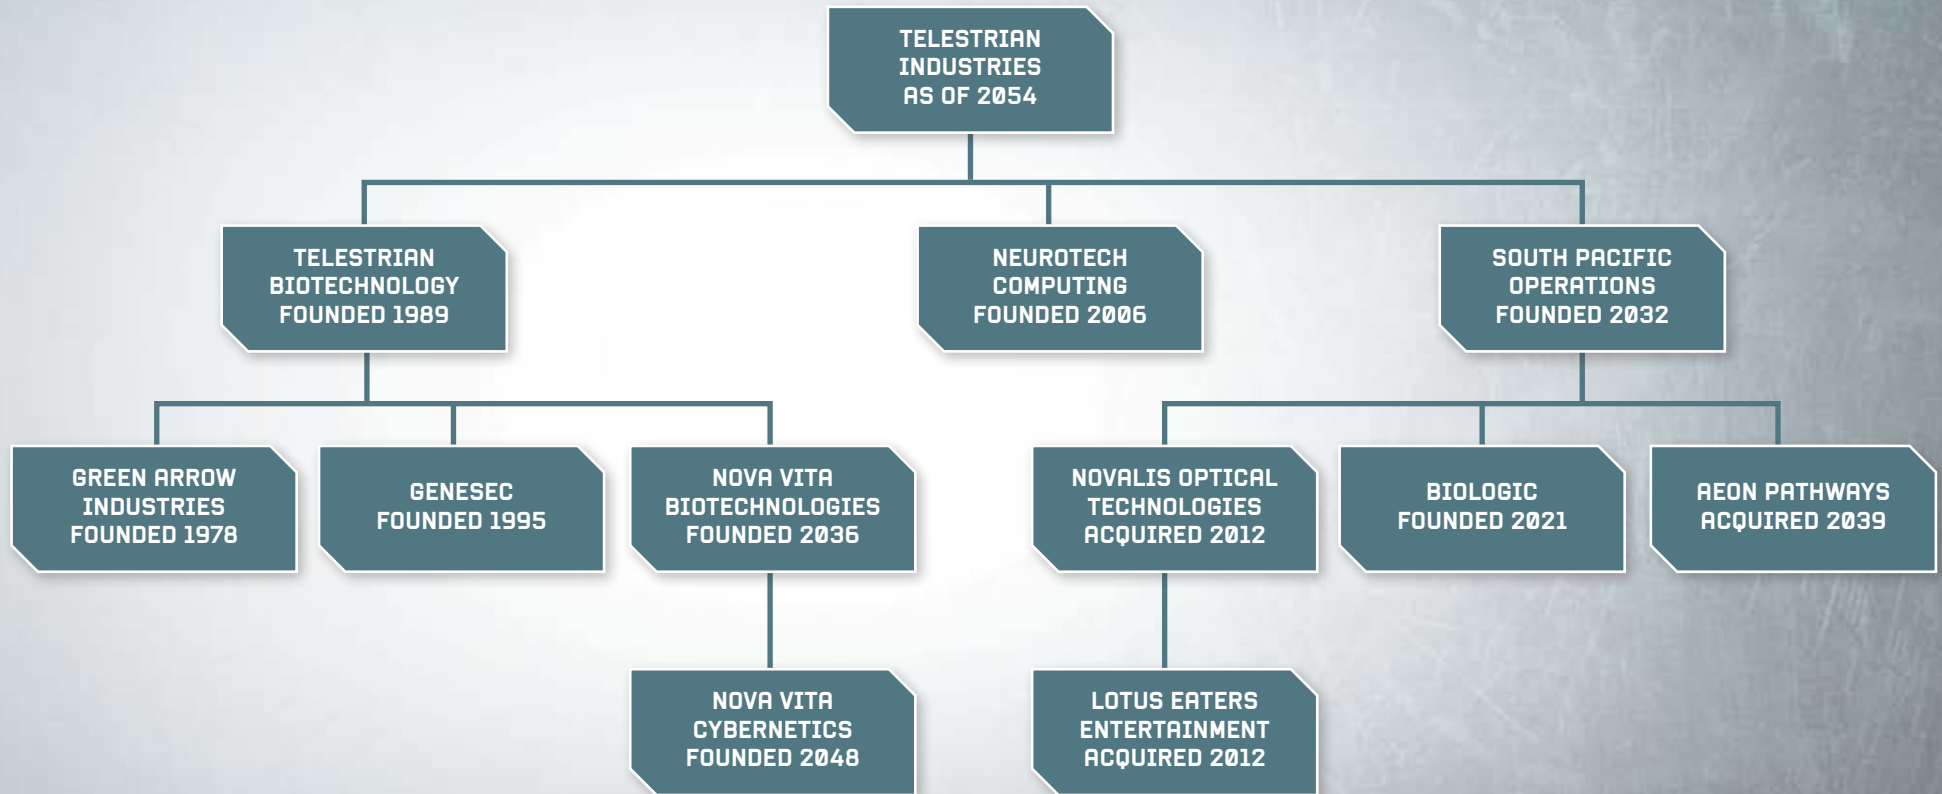 TELESTRIAN
INDUSTRIES
AS OF 2054
TELESTRIAN
BIOTECHNOLOGY
FOUNDED 1989
NEUROTECH
COMPUTING
FOUNDED 2006
SOUTH PACIFIC
OPERATIONS
FOUNDED 2032
GREEN ARROW
INDUSTRIES
FOUNDED 1978
GENESEC
FOUNDED 1995
NOVA VITA
BIOTECHNOLOGIES
FOUNDED 2036
NOVALIS OPTICAL
TECHNOLOGIES
ACQUIRED 2012
BIOLOGIC
FOUNDED 2021
AEON PATHWAYS
ACQUIRED 2039
NOVA VITA
CYBERNETICS
FOUNDED 2048
LOTUS EATERS
ENTERTAINMENT
ACQUIRED 2012